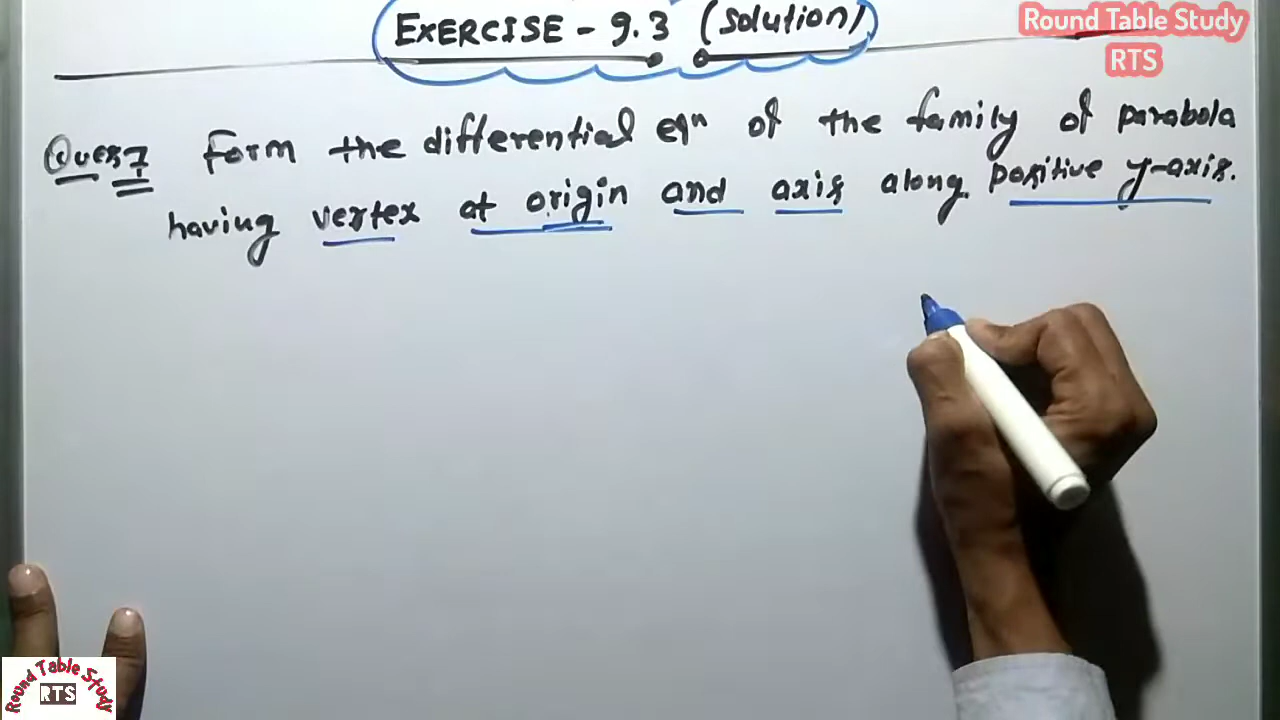 EXERCISE - 9.3 (Solution)
Round Table Study
RTS
Ques 7 Form the differential eqn of the family of parabola
having vertex at origin and axis along positive y-axis.
Round Table Study
RTS